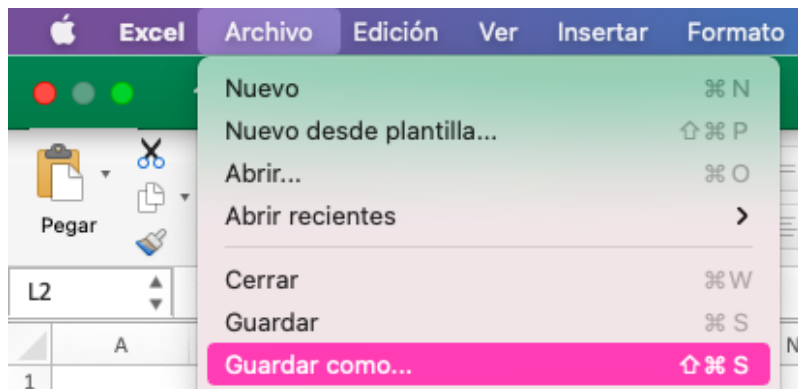 Excel Archivo Edición Ver Insertar Formato
Nuevo ⌘ N
Nuevo desde plantilla... ⇧⌘ P
Abrir... ⌘ O
Abrir recientes
Pegar
Cerrar ⌘ W
L2
Guardar ⌘ S
A
N
Guardar como... ⇧⌘ S
1